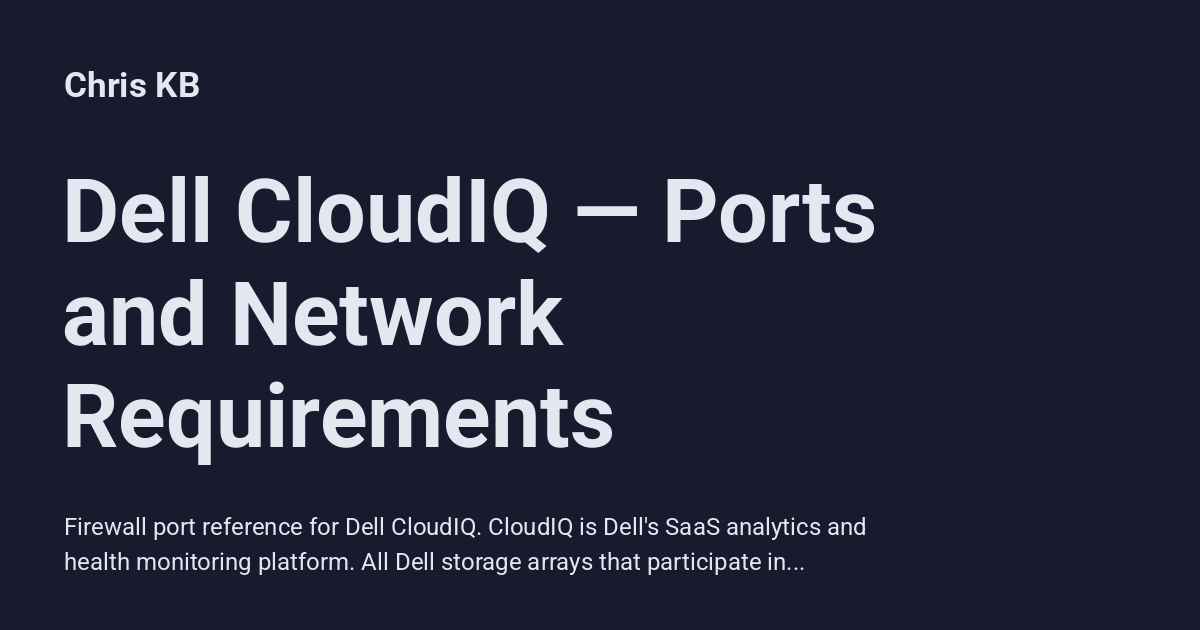 Chris KB
Dell CloudIQ — Ports
and Network
Requirements
Firewall port reference for Dell CloudIQ. CloudIQ is Dell's SaaS analytics and
health monitoring platform. All Dell storage arrays that participate in...